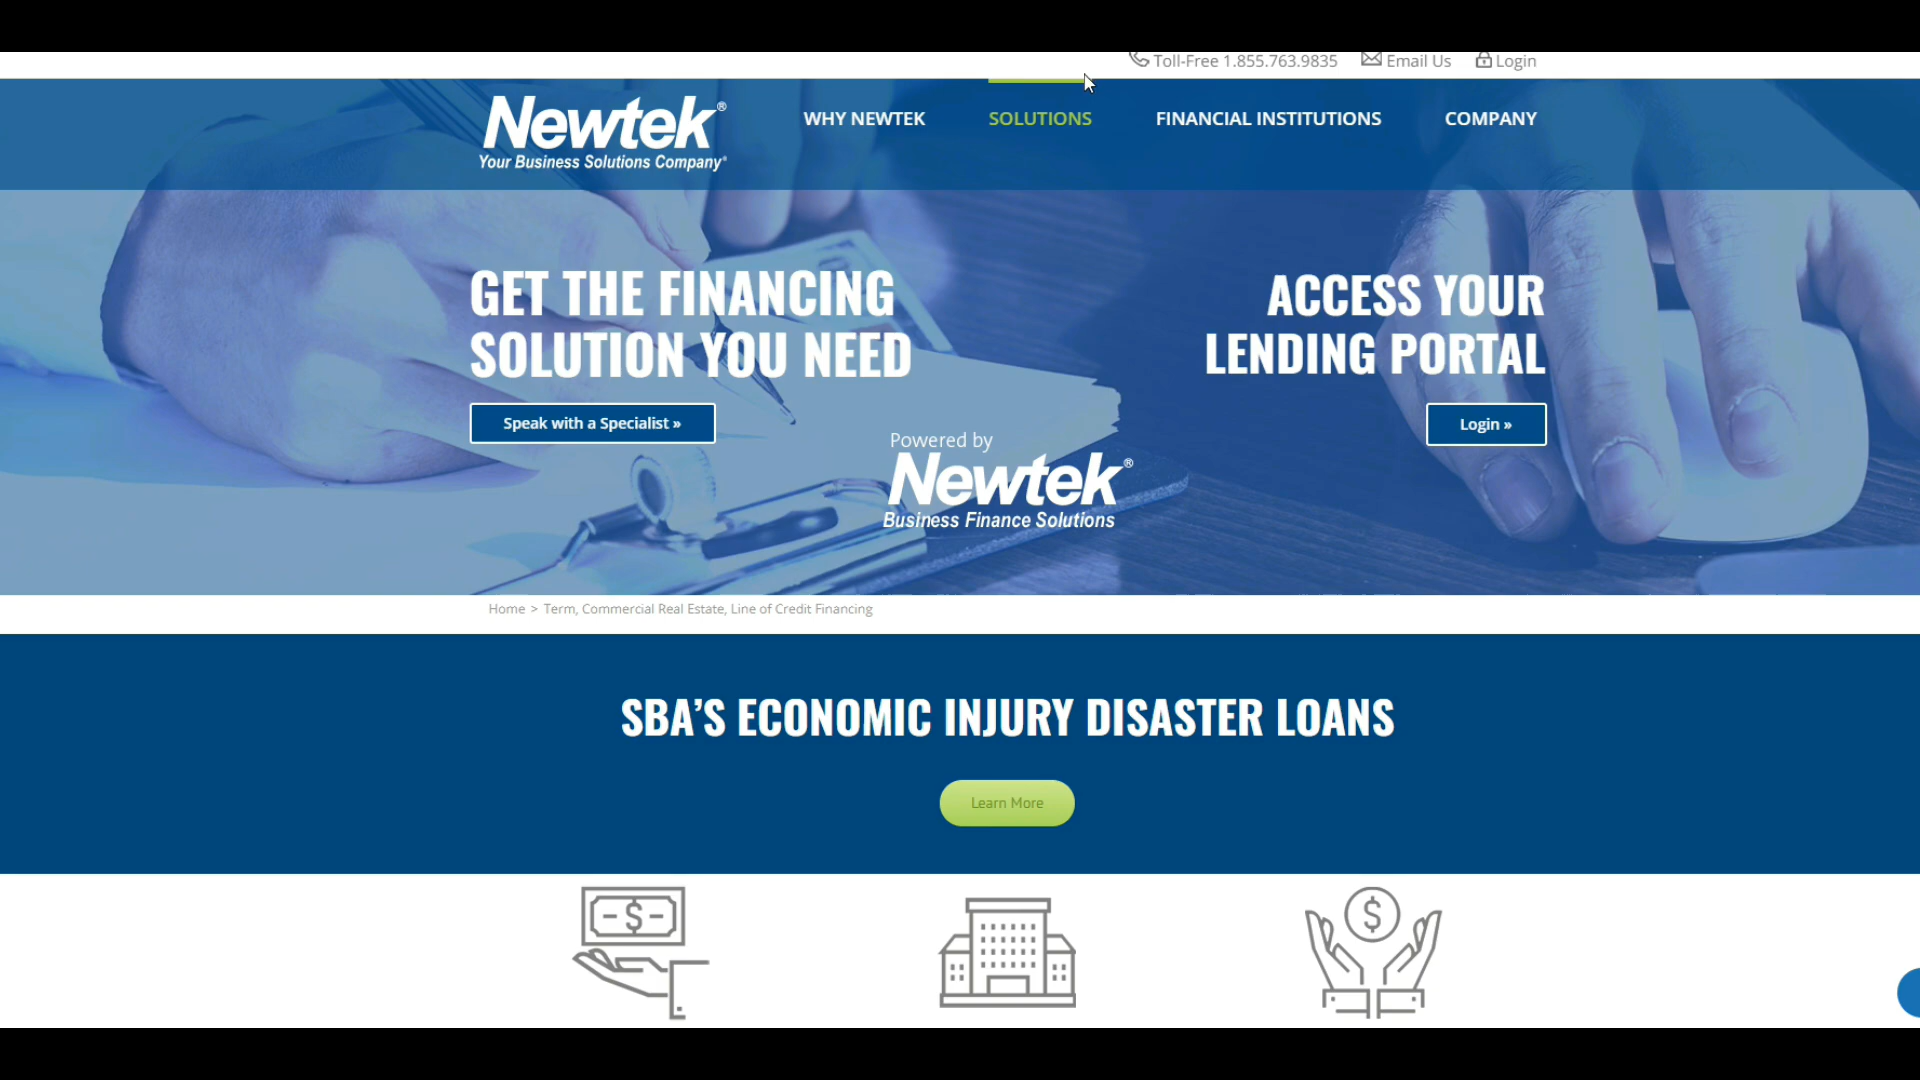 Toll-Free 1.855.763.9835 Email Us Login
Newtek®
Your Business Solutions Company®
WHY NEWTEK SOLUTIONS FINANCIAL INSTITUTIONS COMPANY
GET THE FINANCING
SOLUTION YOU NEED
Speak with a Specialist »
ACCESS YOUR
LENDING PORTAL
Login »
Powered by
Newtek®
Business Finance Solutions
Home > Term, Commercial Real Estate, Line of Credit Financing
SBA’S ECONOMIC INJURY DISASTER LOANS
Learn More